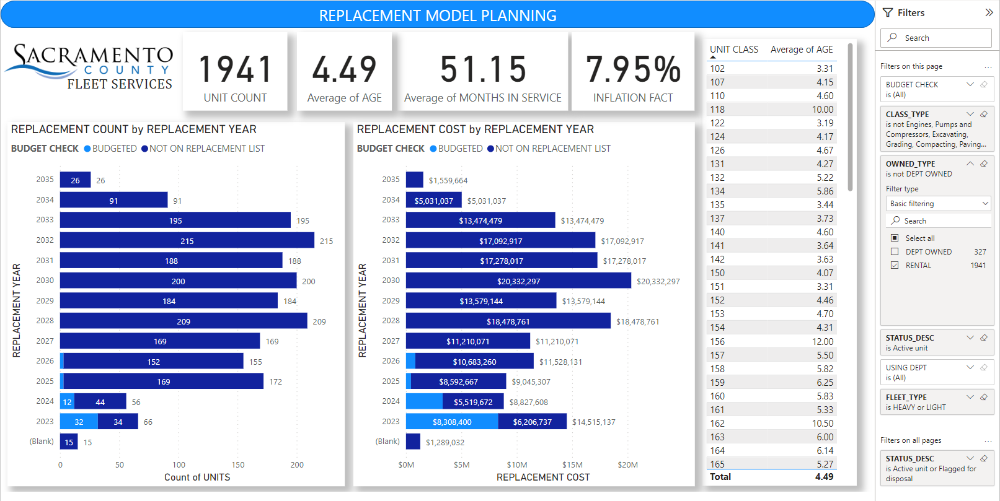 REPLACEMENT MODEL PLANNING
SACRAMENTO
COUNTY
FLEET SERVICES
1941
UNIT COUNT
4.49
Average of AGE
51.15
Average of MONTHS IN SERVICE
7.95%
INFLATION FACT
REPLACEMENT COUNT by REPLACEMENT YEAR
BUDGET CHECK BUDGETED NOT ON REPLACEMENT LIST
REPLACEMENT YEAR
2035 26 26
2034 91 91
2033 195 195
2032 215 215
2031 188 188
2030 200 200
2029 184 184
2028 209 209
2027 169 169
2026 152 155
2025 169 172
2024 12 44 56
2023 32 34 66
(Blank) 15 15
0 50 100 150 200
Count of UNITS
REPLACEMENT COST by REPLACEMENT YEAR
BUDGET CHECK BUDGETED NOT ON REPLACEMENT LIST
REPLACEMENT YEAR
2035 $1,559,664
2034 $5,031,037 $5,031,037
2033 $13,474,479 $13,474,479
2032 $17,092,917 $17,092,917
2031 $17,278,017 $17,278,017
2030 $20,332,297 $20,332,297
2029 $13,579,144 $13,579,144
2028 $18,478,761 $18,478,761
2027 $11,210,071 $11,210,071
2026 $10,683,260 $11,528,131
2025 $8,592,667 $9,045,307
2024 $5,519,672 $8,827,608
2023 $8,308,400 $6,206,737 $14,515,137
(Blank) $1,289,032
$0M $5M $10M $15M $20M
REPLACEMENT COST
UNIT CLASS Average of AGE
102 3.31
107 4.15
110 4.60
118 10.00
122 3.19
124 4.17
126 4.67
131 4.27
132 5.22
134 5.86
135 3.44
137 3.73
140 4.60
141 3.64
142 3.63
150 4.07
151 3.31
152 4.46
153 4.70
154 4.31
156 12.00
157 5.50
158 5.82
159 6.25
160 5.83
161 5.33
162 10.50
163 6.00
164 6.14
165 5.27
Total 4.49
Filters
Search
Filters on this page ...
BUDGET CHECK
is (All)
CLASS_TYPE
is not Engines, Pumps and
Compressors, Excavating,
Grading, Compacting, Paving...
OWNED_TYPE
is not DEPT OWNED
Filter type
Basic filtering
Search
Select all
DEPT OWNED 327
RENTAL 1941
STATUS_DESC
is Active unit
USING DEPT
is (All)
FLEET_TYPE
is HEAVY or LIGHT
Filters on all pages ...
STATUS_DESC
is Active unit or Flagged for
disposal